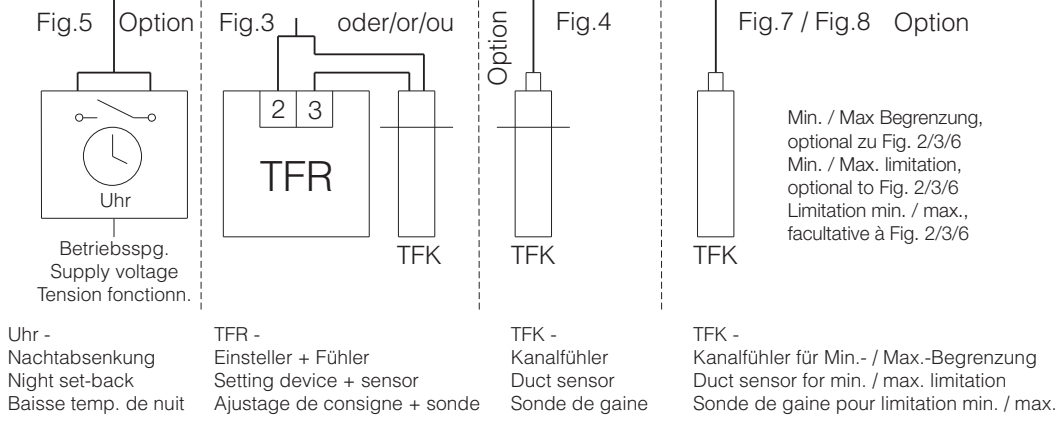 Fig.5 Option
Uhr
Betriebsspg.
Supply voltage
Tension fonctionn.
Uhr -
Nachtabsenkung
Night set-back
Baisse temp. de nuit
Fig.3 oder/or/ou
2 3
TFR
TFK
TFR -
Einsteller + Fühler
Setting device + sensor
Ajustage de consigne + sonde
Option
Fig.4
TFK
TFK -
Kanalfühler
Duct sensor
Sonde de gaine
Fig.7 / Fig.8 Option
Min. / Max Begrenzung,
optional zu Fig. 2/3/6
Min. / Max. limitation,
optional to Fig. 2/3/6
Limitation min. / max.,
facultative à Fig. 2/3/6
TFK
TFK -
Kanalfühler für Min.- / Max.-Begrenzung
Duct sensor for min. / max. limitation
Sonde de gaine pour limitation min. / max.